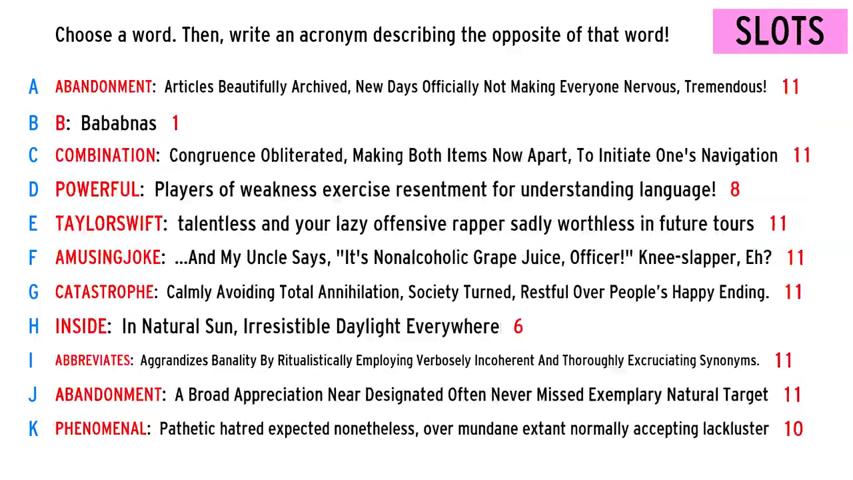 Choose a word. Then, write an acronym describing the opposite of that word!
SLOTS
A ABANDONMENT: Articles Beautifully Archived, New Days Officially Not Making Everyone Nervous, Tremendous! 11
B B: Bababnas 1
C COMBINATION: Congruence Obliterated, Making Both Items Now Apart, To Initiate One's Navigation 11
D POWERFUL: Players of weakness exercise resentment for understanding language! 8
E TAYLORSWIFT: talentless and your lazy offensive rapper sadly worthless in future tours 11
F AMUSINGJOKE: ...And My Uncle Says, "It's Nonalcoholic Grape Juice, Officer!" Knee-slapper, Eh? 11
G CATASTROPHE: Calmly Avoiding Total Annihilation, Society Turned, Restful Over People's Happy Ending. 11
H INSIDE: In Natural Sun, Irresistible Daylight Everywhere 6
I ABBREVIATES: Aggrandizes Banality By Ritualistically Employing Verbosely Incoherent And Thoroughly Excruciating Synonyms. 11
J ABANDONMENT: A Broad Appreciation Near Designated Often Never Missed Exemplary Natural Target 11
K PHENOMENAL: Pathetic hatred expected nonetheless, over mundane extant normally accepting lackluster 10